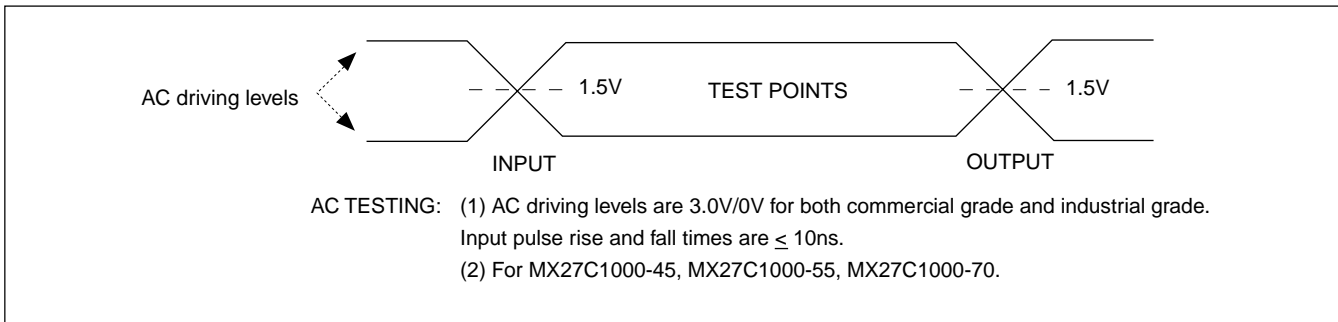 AC driving levels
1.5V
TEST POINTS
1.5V
INPUT
OUTPUT
AC TESTING: (1) AC driving levels are 3.0V/0V for both commercial grade and industrial grade.
Input pulse rise and fall times are ≤ 10ns.
(2) For MX27C1000-45, MX27C1000-55, MX27C1000-70.